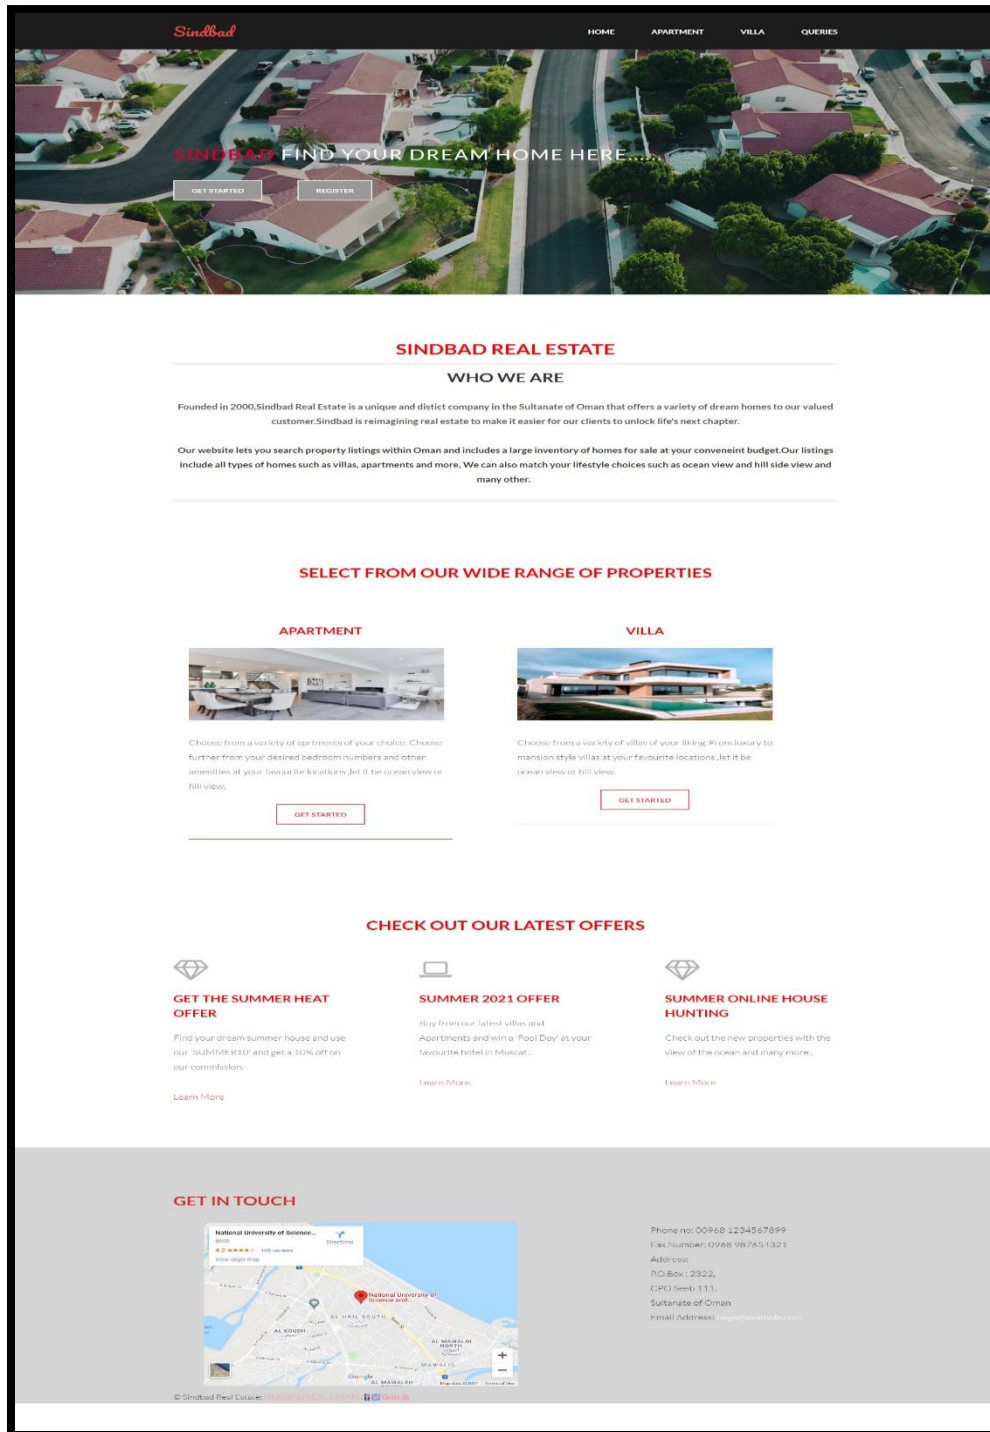 Sindbad
HOME APARTMENT VILLA QUERIES
SINDBAD FIND YOUR DREAM HOME HERE......
GET STARTED REGISTER
SINDBAD REAL ESTATE
WHO WE ARE
Founded in 2000,Sindbad Real Estate is a unique and distict company in the Sultanate of Oman that offers a variety of dream homes to our valued
customer.Sindbad is reimagining real estate to make it easier for our clients to unlock life's next chapter.
Our website lets you search property listings within Oman and includes a large inventory of homes for sale at your conveneint budget.Our listings
include all types of homes such as villas, apartments and more, We can also match your lifestyle choices such as ocean view and hill side view and
many other.
SELECT FROM OUR WIDE RANGE OF PROPERTIES
APARTMENT
Choose from a variety of aprtments of your choice. Choose
further from your desired bedroom numbers and other
amenities at your favourite locations ,let it be ocean view or
hill view.
GET STARTED
VILLA
Choose from a variety of villas of your liking. From luxury to
mansion style villas at your favourite locations ,let it be
ocean view or hill view.
GET STARTED
CHECK OUT OUR LATEST OFFERS
GET THE SUMMER HEAT
OFFER
Find your dream summer house and use
our 'SUMMER10' and get a 10% off on
our commission.
Learn More
SUMMER 2021 OFFER
Buy from our latest villas and
Apartments and win a 'Pool Day' at your
favourite hotel in Muscat .
Learn More
SUMMER ONLINE HOUSE
HUNTING
Check out the new properties with the
view of the ocean and many more .
Learn More
GET IN TOUCH
National University of Science...
Directions
View larger map
National University of
Science and...
AL HAIL SOUTH
AL KOUDH
AL MAWALIH
NORTH
MAWALIS
AL MAWALEH
Google
Terms of Use
Phone no: 00968 1234567899
Fax Number: 0968 987654321
Address:
P.O.Box : 2322,
CPO Seeb 111,
Sultanate of Oman
Email Address:
© Sindbad Real Estate: SINDBAD REAL ESTATE.